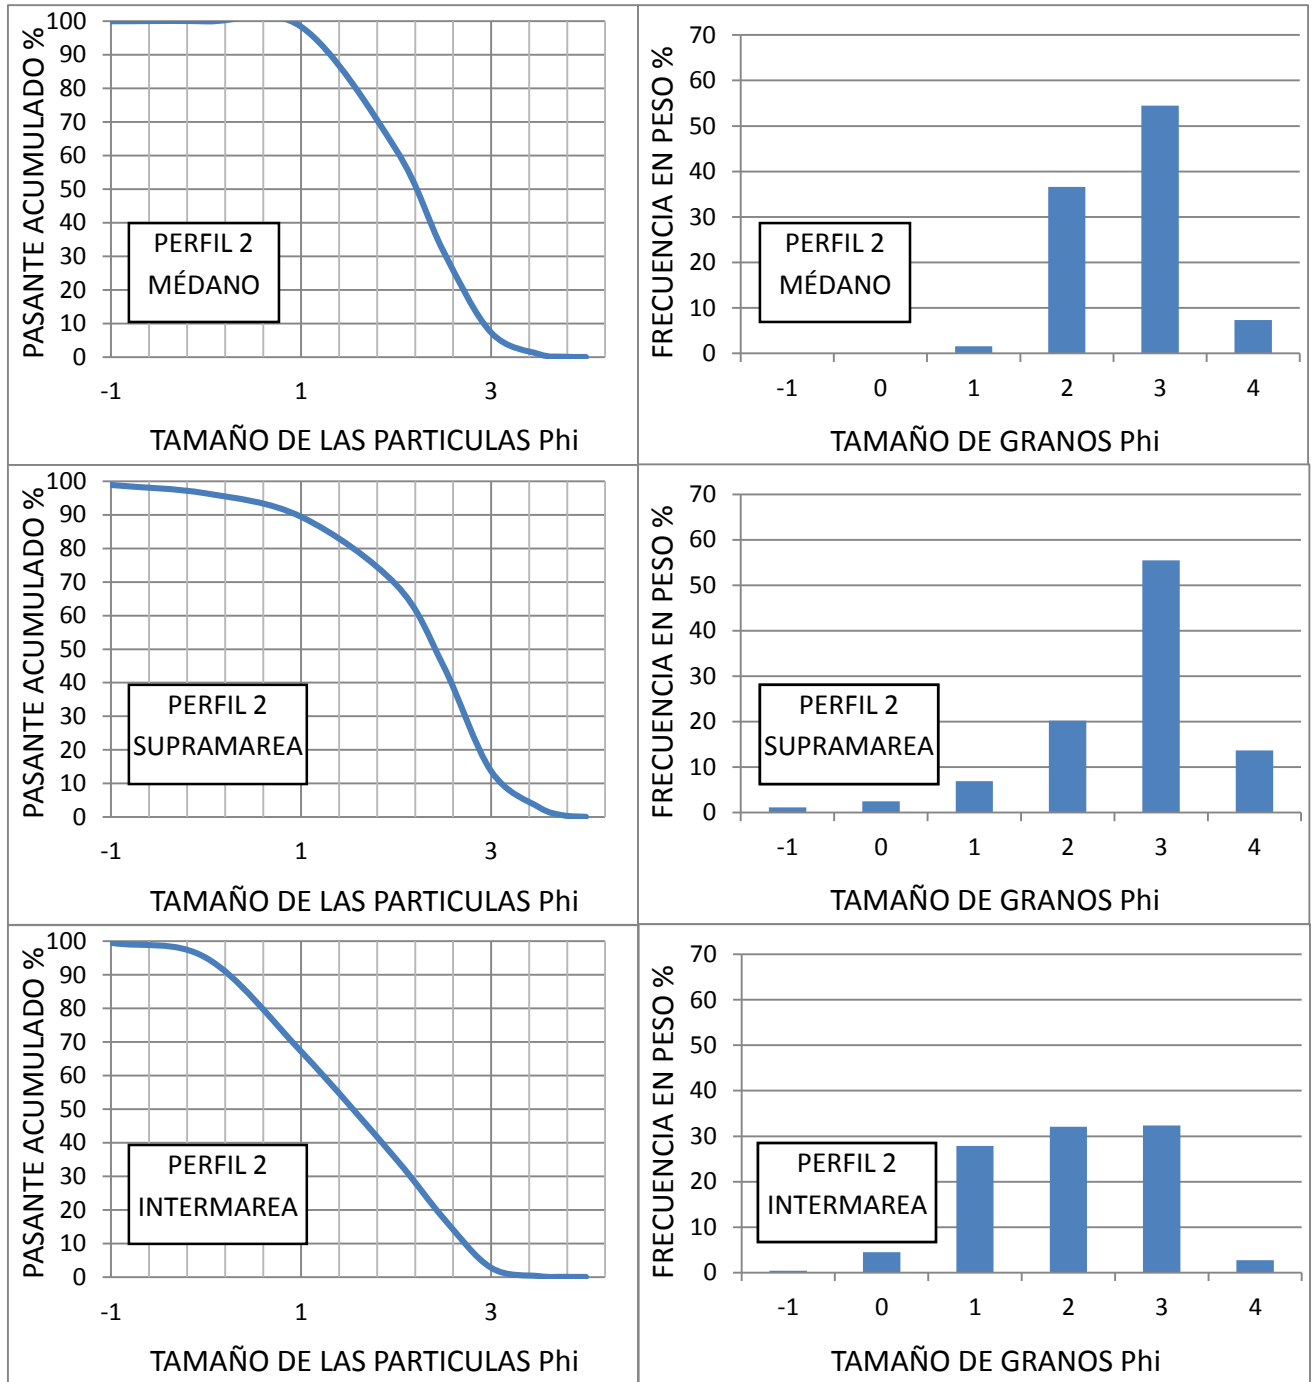 PASANTE ACUMULADO %
100
90
80
70
60
50
40
30
20
10
0
PERFIL 2
MÉDANO
-1 1 3
TAMAÑO DE LAS PARTICULAS Phi
FRECUENCIA EN PESO %
70
60
50
40
30
20
10
0
PERFIL 2
MÉDANO
-1 0 1 2 3 4
TAMAÑO DE GRANOS Phi
PASANTE ACUMULADO %
100
90
80
70
60
50
40
30
20
10
0
PERFIL 2
SUPRAMAREA
-1 1 3
TAMAÑO DE LAS PARTICULAS Phi
FRECUENCIA EN PESO %
70
60
50
40
30
20
10
0
PERFIL 2
SUPRAMAREA
-1 0 1 2 3 4
TAMAÑO DE GRANOS Phi
PASANTE ACUMULADO %
100
90
80
70
60
50
40
30
20
10
0
PERFIL 2
INTERMAREA
-1 1 3
TAMAÑO DE LAS PARTICULAS Phi
FRECUENCIA EN PESO %
70
60
50
40
30
20
10
0
PERFIL 2
INTERMAREA
-1 0 1 2 3 4
TAMAÑO DE GRANOS Phi